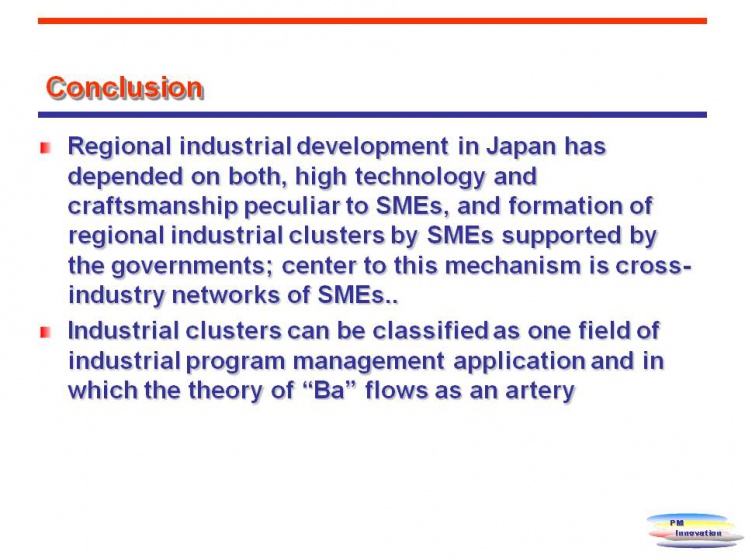 Conclusion
Regional industrial development in Japan has
depended on both, high technology and
craftsmanship peculiar to SMEs, and formation of
regional industrial clusters by SMEs supported by
the governments; center to this mechanism is cross-
industry networks of SMEs..
Industrial clusters can be classified as one field of
industrial program management application and in
which the theory of “Ba” flows as an artery
PM
Innovation